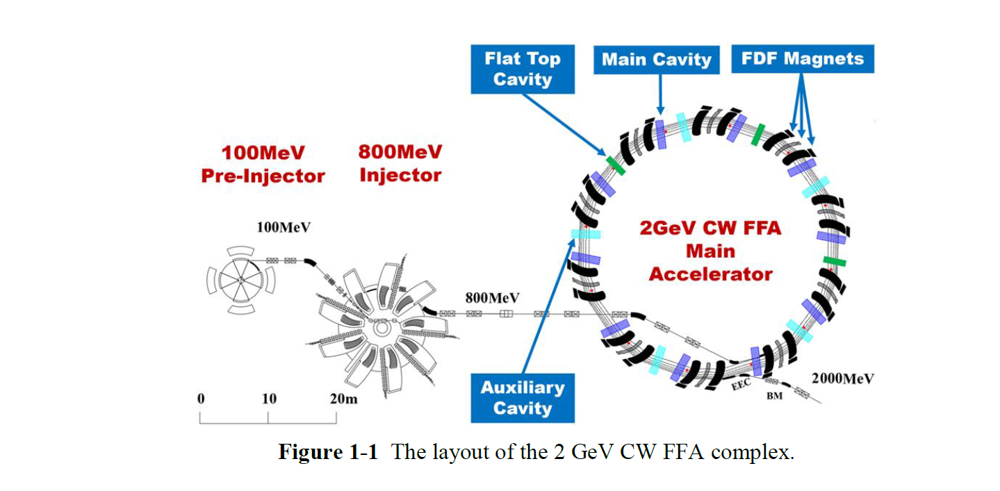 Flat Top
Cavity
Main Cavity
FDF Magnets
100MeV
Pre-Injector
800MeV
Injector
100MeV
2GeV CW FFA
Main
Accelerator
800MeV
Auxiliary
Cavity
EEC
BM
2000MeV
0 10 20m
Figure 1-1 The layout of the 2 GeV CW FFA complex.